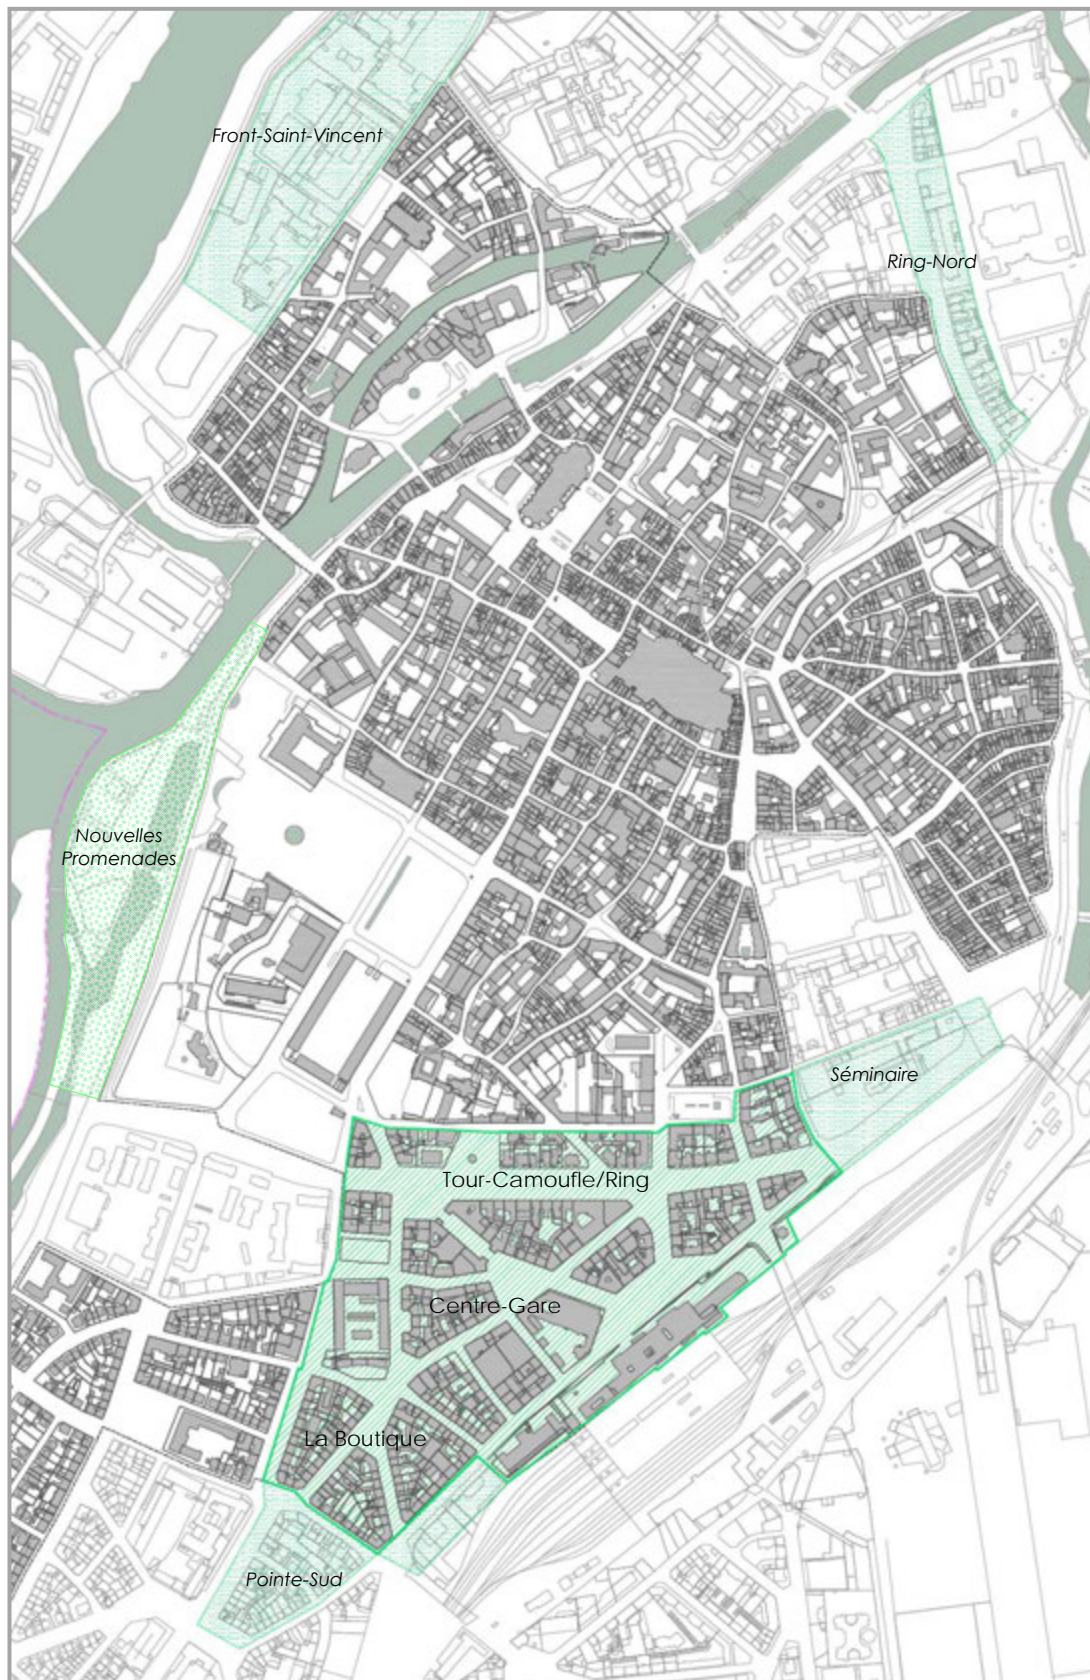 Front-Saint-Vincent
Ring-Nord
Nouvelles
Promenades
Séminaire
Tour-Camoufle/Ring
Centre-Gare
La Boutique
Pointe-Sud